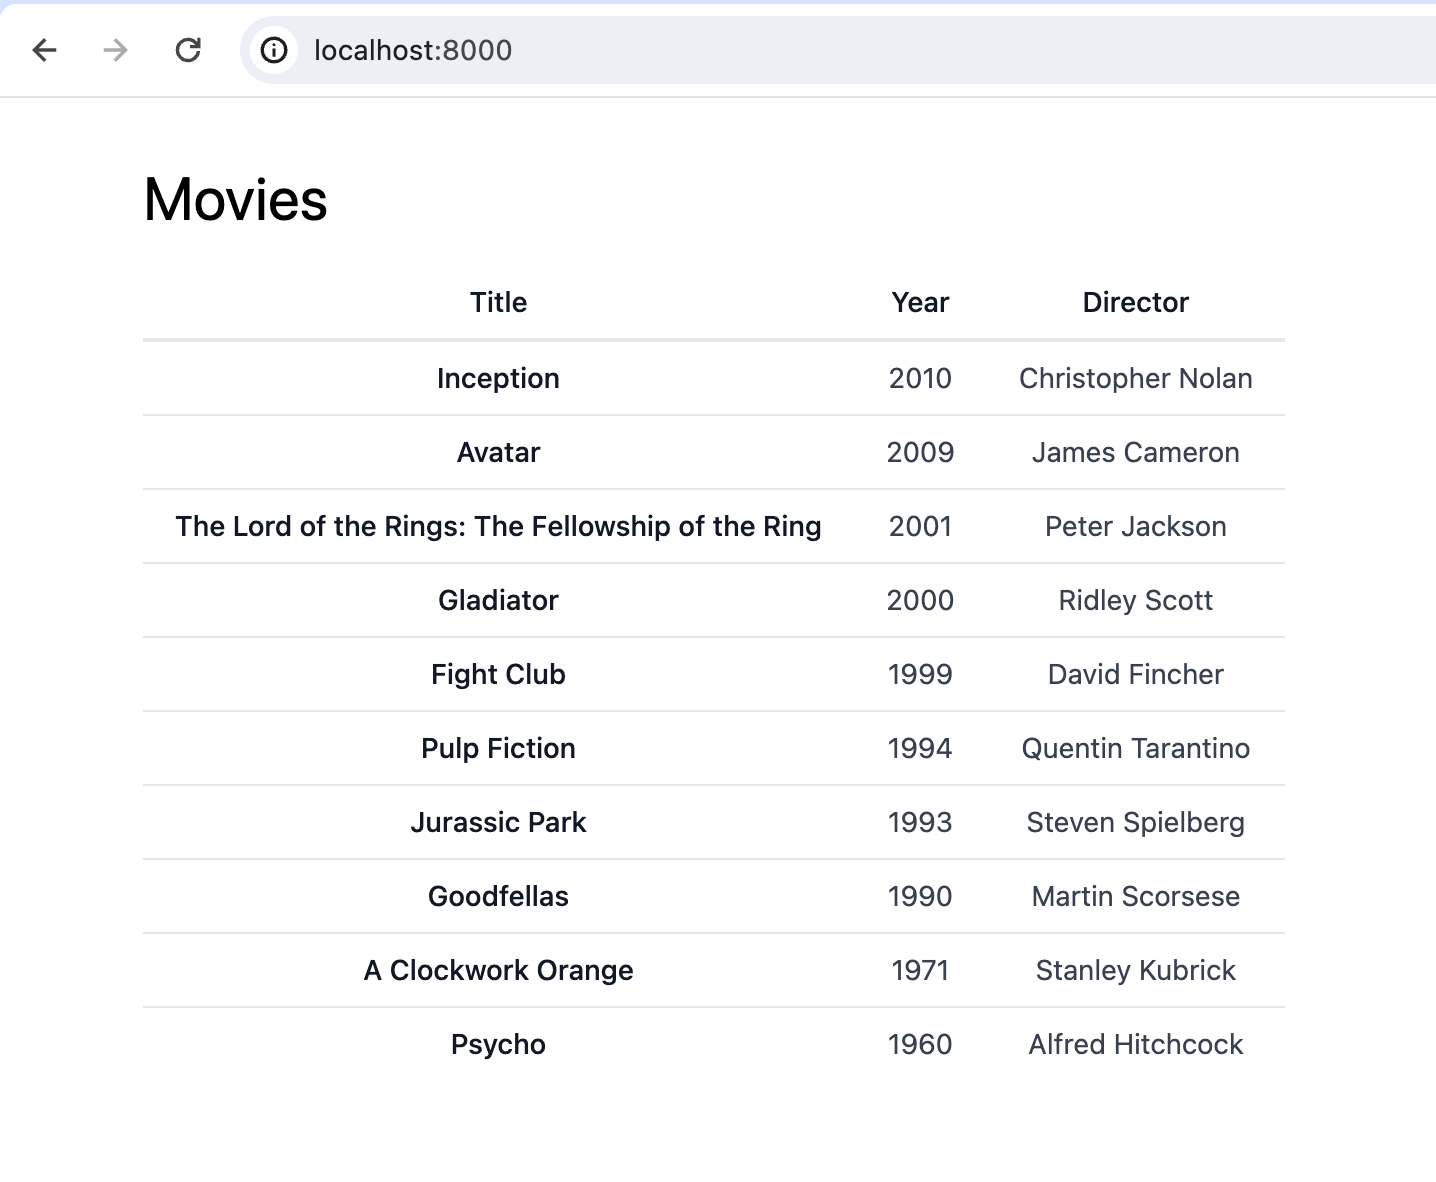 localhost:8000
Movies
Title Year Director
Inception 2010 Christopher Nolan
Avatar 2009 James Cameron
The Lord of the Rings: The Fellowship of the Ring 2001 Peter Jackson
Gladiator 2000 Ridley Scott
Fight Club 1999 David Fincher
Pulp Fiction 1994 Quentin Tarantino
Jurassic Park 1993 Steven Spielberg
Goodfellas 1990 Martin Scorsese
A Clockwork Orange 1971 Stanley Kubrick
Psycho 1960 Alfred Hitchcock